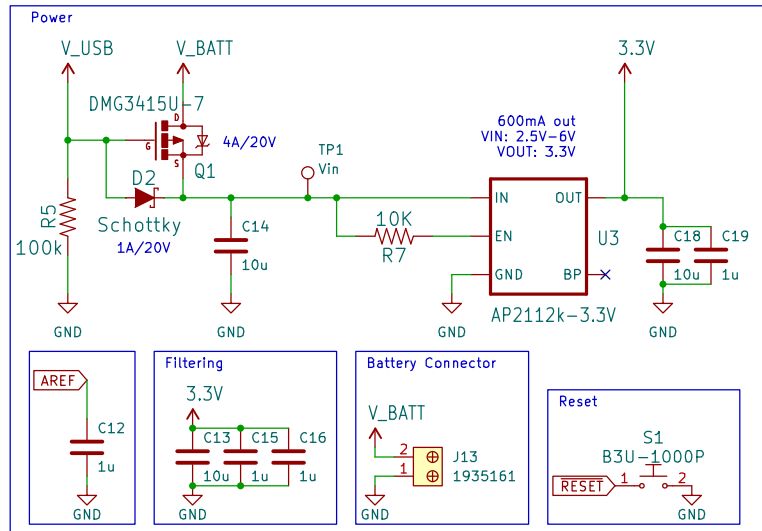 Power
V_USB
V_BATT
3.3V
DMG3415U-7
D
G
S
4A/20V
Q1
600mA out
VIN: 2.5V-6V
VOUT: 3.3V
TP1
Vin
D2
Schottky
1A/20V
R5
100k
C14
10u
10K
R7
IN
OUT
EN
GND
BP
U3
AP2112k-3.3V
C18
10u
C19
1u
GND
GND
GND
GND
AREF
C12
1u
GND
Filtering
3.3V
C13
10u
C15
1u
C16
1u
GND
Battery Connector
V_BATT
2
1
J13
1935161
GND
Reset
S1
B3U-1000P
RESET
1
2
GND